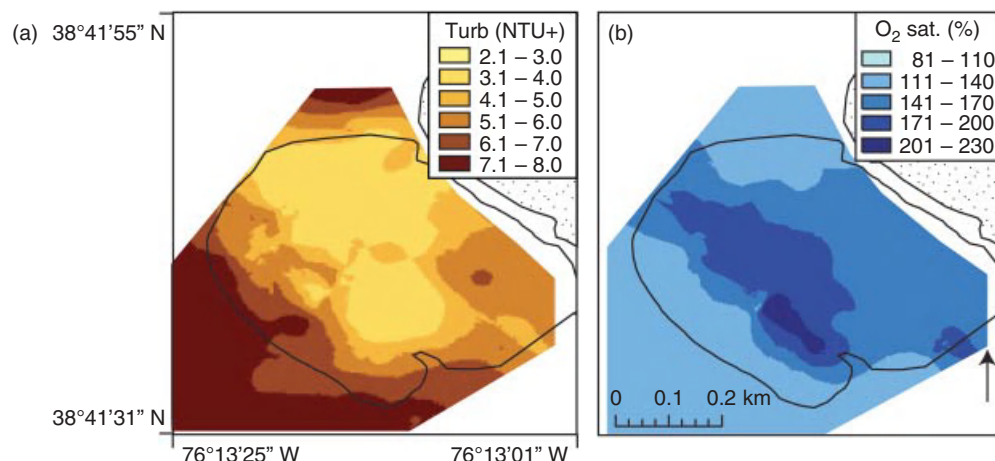 (a)
38°41’55” N
Turb (NTU+)
2.1 – 3.0
3.1 – 4.0
4.1 – 5.0
5.1 – 6.0
6.1 – 7.0
7.1 – 8.0
38°41’31” N
76°13’25” W
76°13’01” W
(b)
O₂ sat. (%)
81 – 110
111 – 140
141 – 170
171 – 200
201 – 230
0 0.1 0.2 km